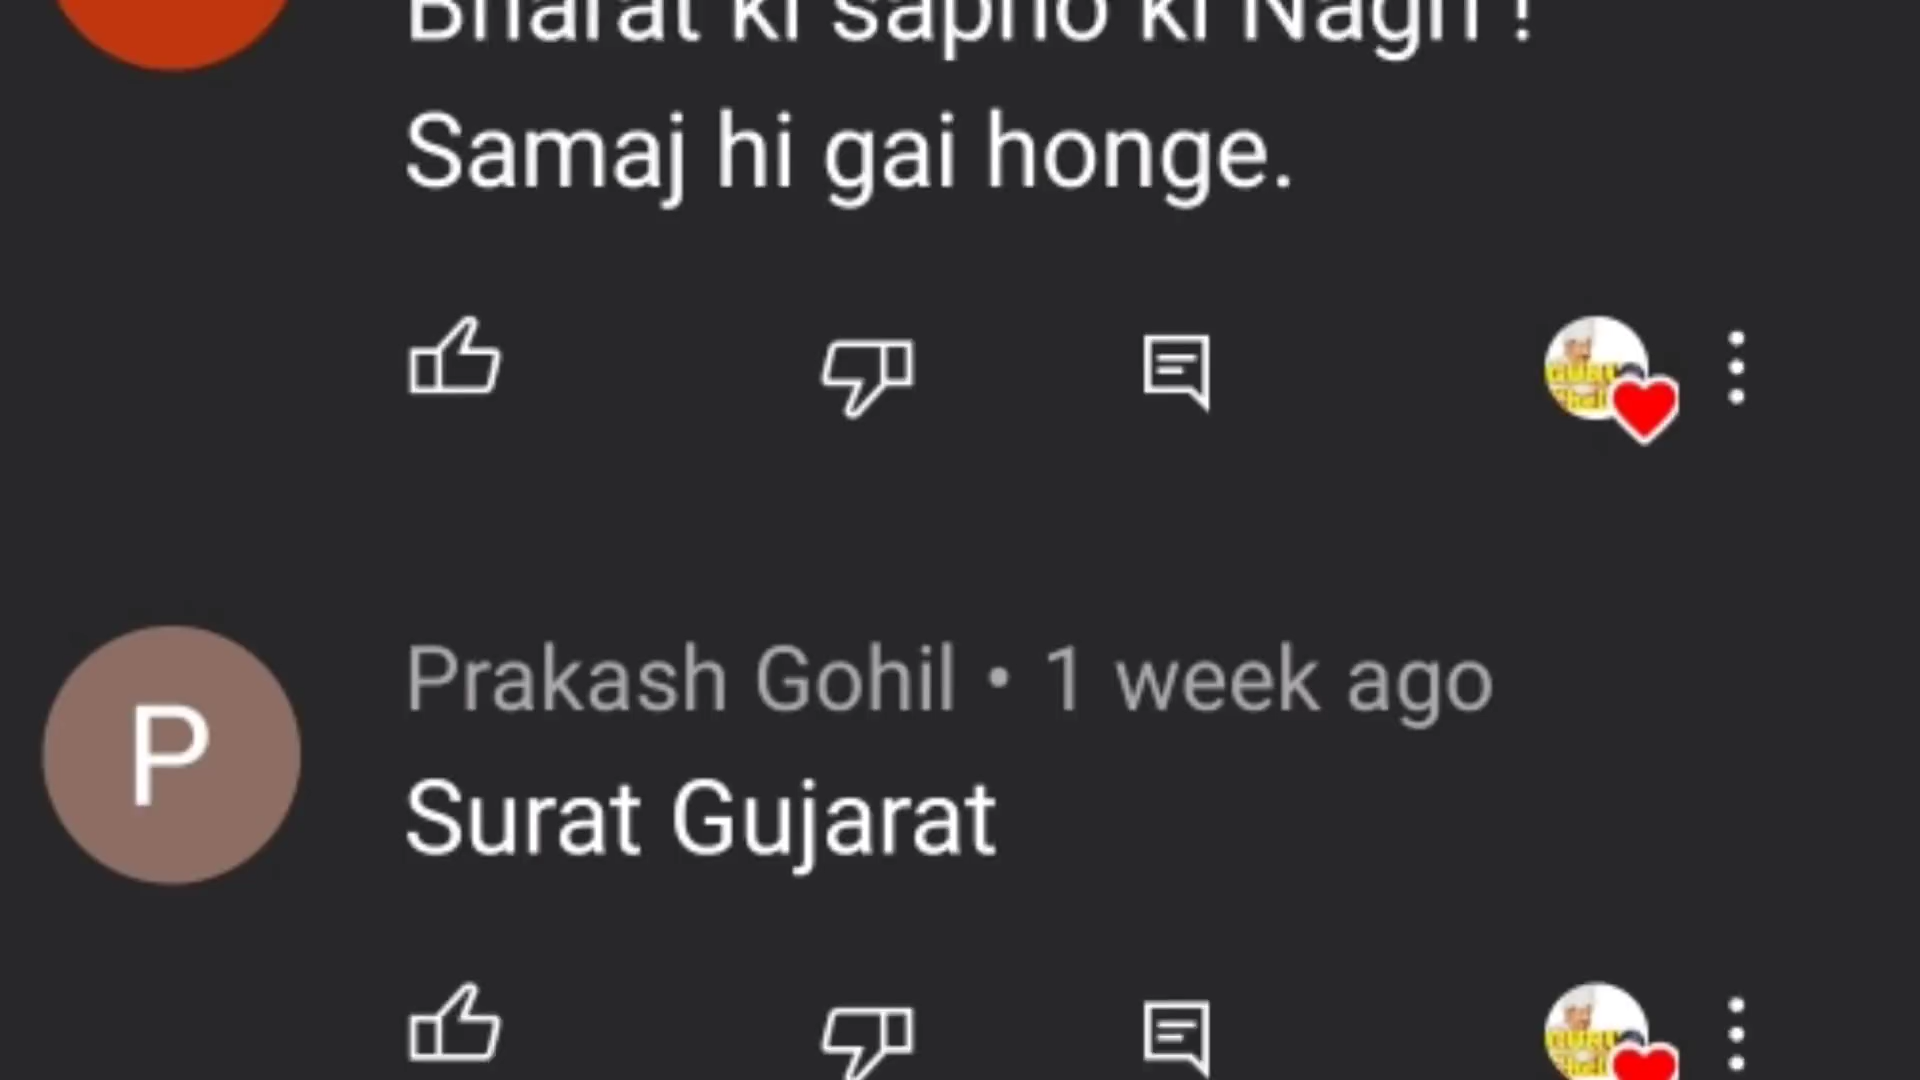 Bharat ki sapno ki Nagri !
Samaj hi gai honge.
P
Prakash Gohil • 1 week ago
Surat Gujarat